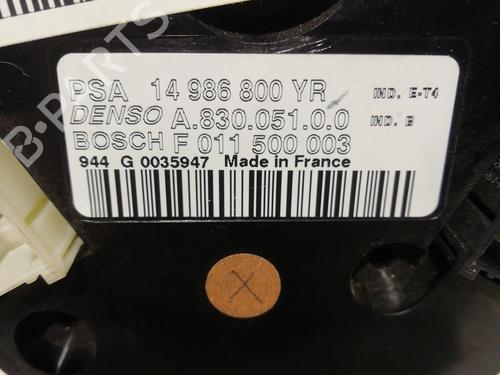 PSA 14 986 800 YR IND. E-T4
DENSO A.830.051.0.0 IND. B
BOSCH F 011 500 003
944 G 0035947 Made in France
X
B-PARTS